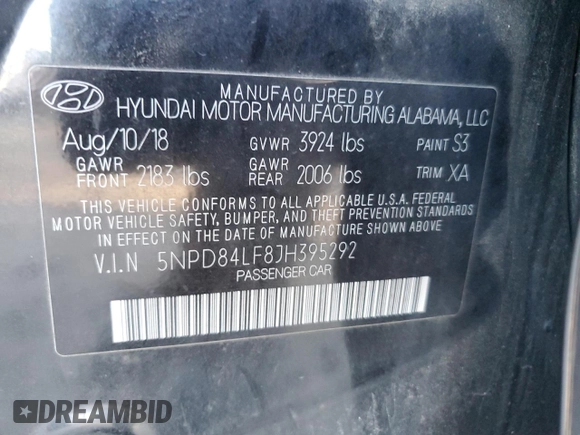 MANUFACTURED BY
HYUNDAI MOTOR MANUFACTURING ALABAMA, LLC
Aug/10/18 GVWR 3924 lbs PAINT S3
GAWR FRONT 2183 lbs GAWR REAR 2006 lbs TRIM XA
THIS VEHICLE CONFORMS TO ALL APPLICABLE U.S.A. FEDERAL
MOTOR VEHICLE SAFETY, BUMPER, AND THEFT PREVENTION STANDARDS
IN EFFECT ON THE DATE OF MANUFACTURE SHOWN ABOVE.
V.I.N 5NPD84LF8JH395292
PASSENGER CAR
DREAMBID